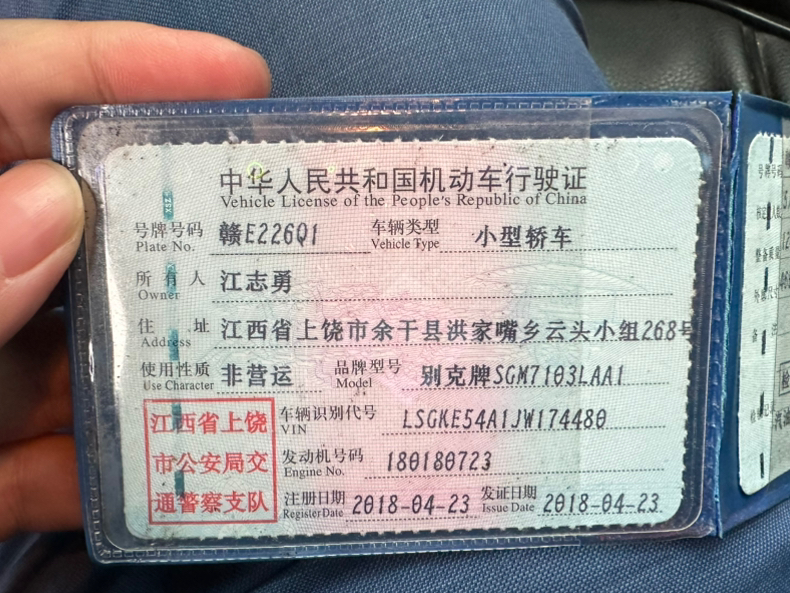 中华人民共和国机动车行驶证
Vehicle License of the People's Republic of China
号牌号码 赣E226Q1 车辆类型 小型轿车
Plate No. Vehicle Type
所有人 江志勇
Owner
住址 江西省上饶市余干县洪家嘴乡云头小组268号
Address
使用性质 非营运 品牌型号 别克牌SGM7103LAA1
Use Character Model
江西省上饶 车辆识别代号 LSGKE54A1JW174480
VIN
市公安局交 发动机号码 180180723
Engine No.
通警察支队 注册日期 2018-04-23 发证日期 2018-04-23
Register Date Issue Date
号牌号码